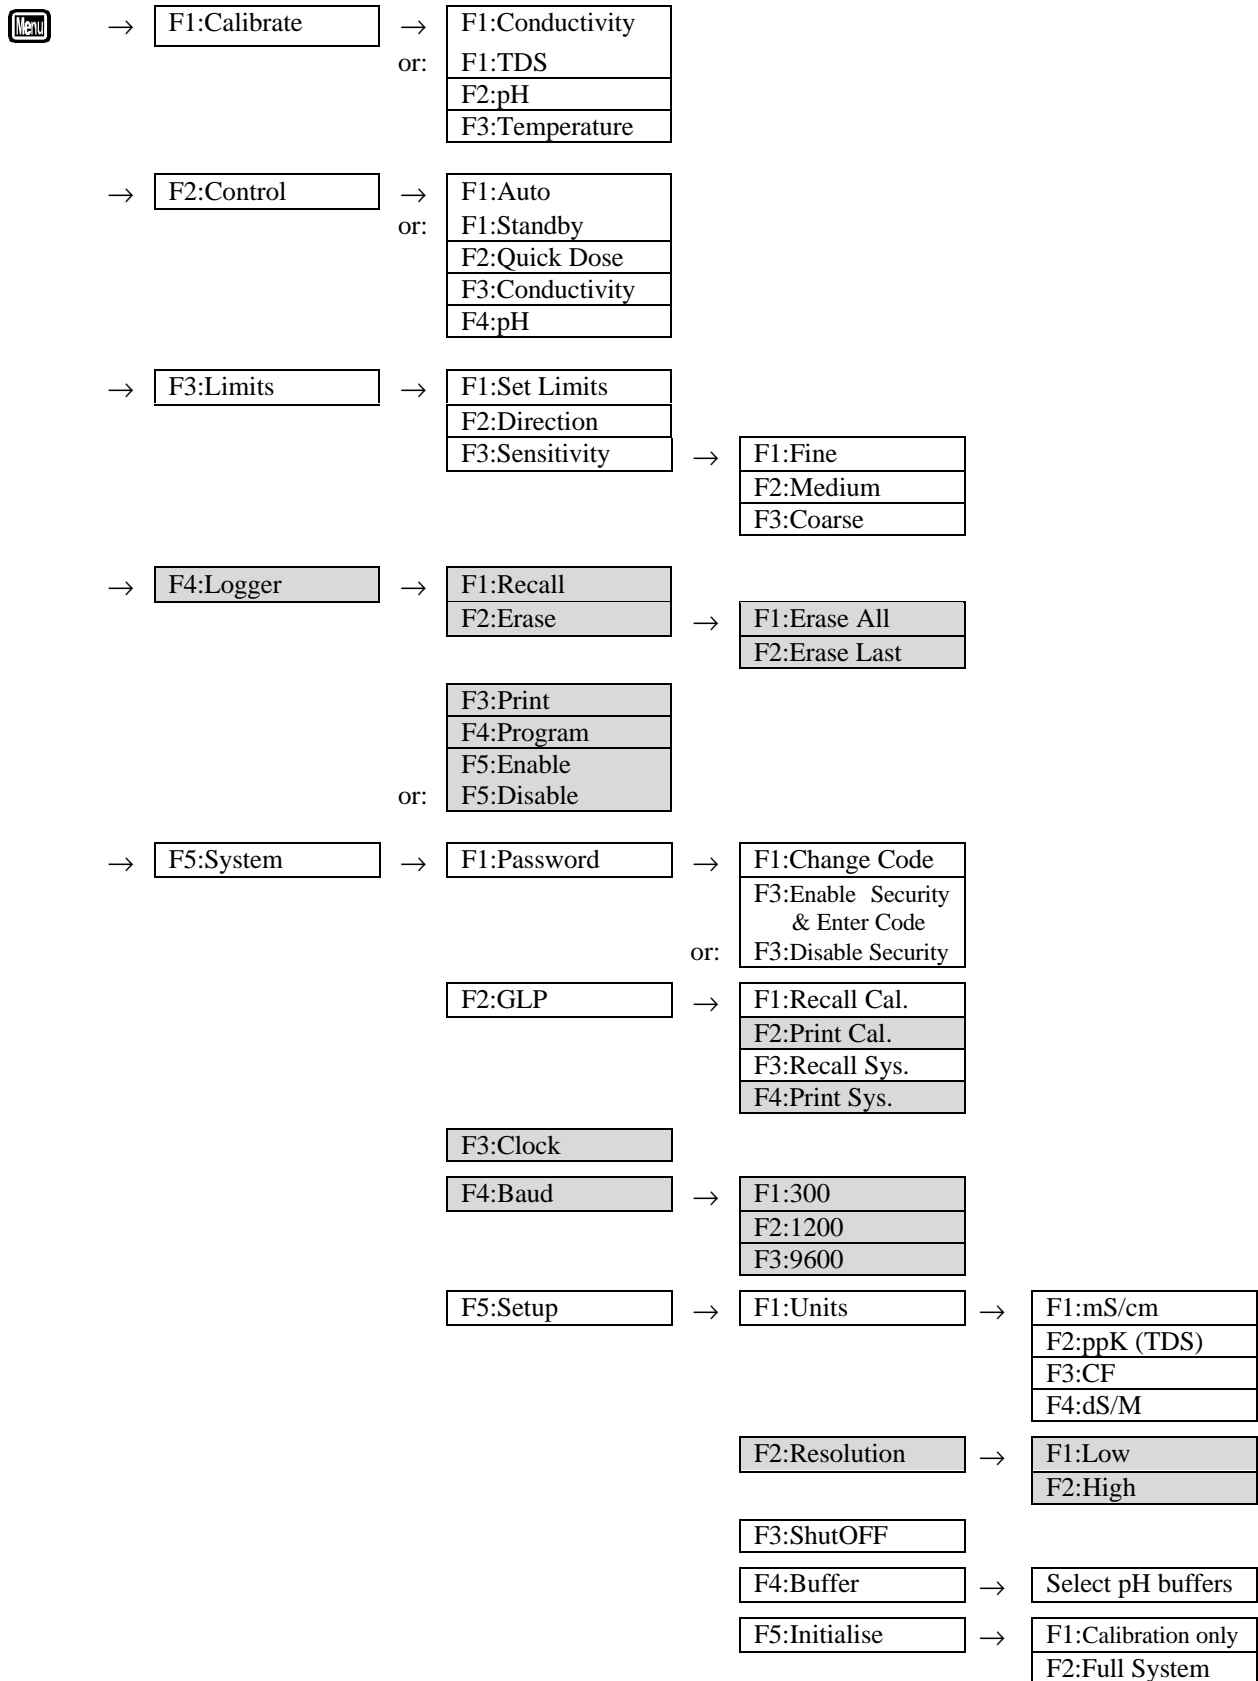 Menu → F1:Calibrate → F1:Conductivity
or: F1:TDS
F2:pH
F3:Temperature
→ F2:Control → F1:Auto
or: F1:Standby
F2:Quick Dose
F3:Conductivity
F4:pH
→ F3:Limits → F1:Set Limits
F2:Direction
F3:Sensitivity → F1:Fine
F2:Medium
F3:Coarse
→ F4:Logger → F1:Recall
F2:Erase → F1:Erase All
F2:Erase Last
F3:Print
F4:Program
F5:Enable
or: F5:Disable
→ F5:System → F1:Password → F1:Change Code
F3:Enable Security
& Enter Code
or: F3:Disable Security
F2:GLP → F1:Recall Cal.
F2:Print Cal.
F3:Recall Sys.
F4:Print Sys.
F3:Clock
F4:Baud → F1:300
F2:1200
F3:9600
F5:Setup → F1:Units → F1:mS/cm
F2:ppK (TDS)
F3:CF
F4:dS/M
F2:Resolution → F1:Low
F2:High
F3:ShutOFF
F4:Buffer → Select pH buffers
F5:Initialise → F1:Calibration only
F2:Full System